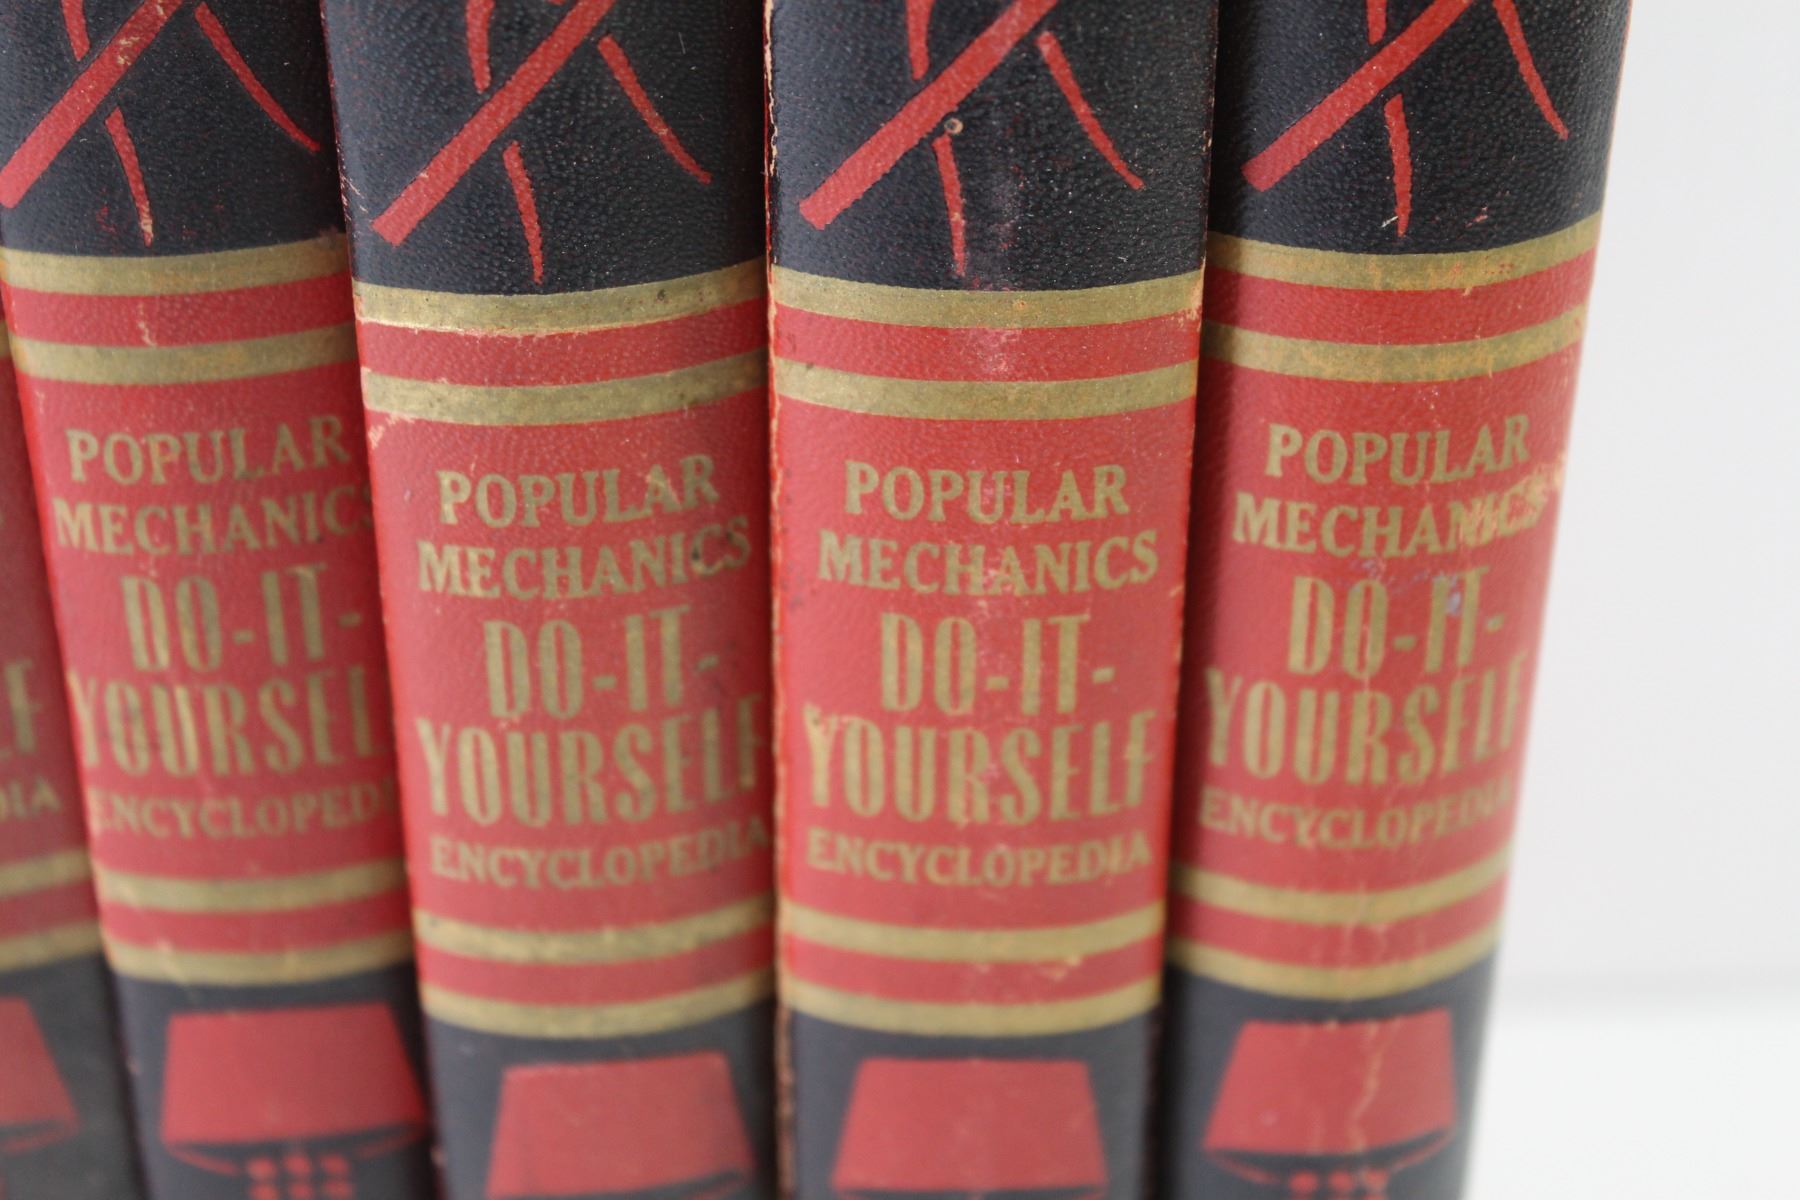 POPULAR
MECHANICS
DO-IT-
YOURSELF
ENCYCLOPEDIA
POPULAR
MECHANICS
DO-IT-
YOURSELF
ENCYCLOPEDIA
POPULAR
MECHANICS
DO-IT-
YOURSELF
ENCYCLOPEDIA
POPULAR
MECHANICS
DO-IT-
YOURSELF
ENCYCLOPEDIA